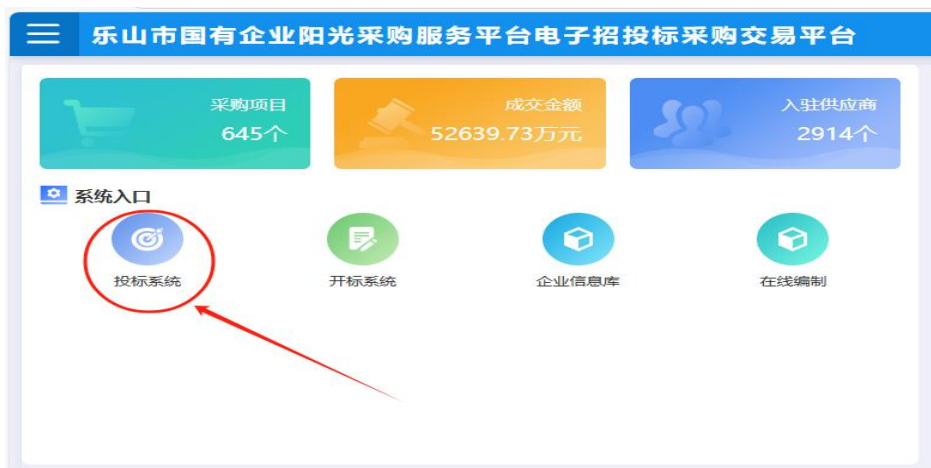 乐山市国有企业阳光采购服务平台电子招投标采购交易平台
采购项目
645个
成交金额
52639.73万元
入驻供应商
2914个
系统入口
投标系统
开标系统
企业信息库
在线编制